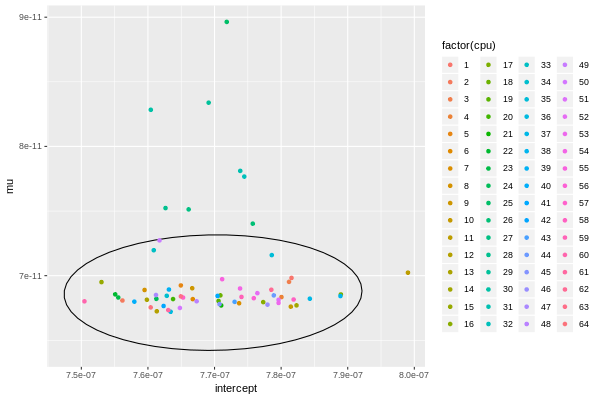 9e-11
8e-11
7e-11
mu
7.5e-07 7.6e-07 7.7e-07 7.8e-07 7.9e-07 8.0e-07
intercept
factor(cpu)
1 17 33 49
2 18 34 50
3 19 35 51
4 20 36 52
5 21 37 53
6 22 38 54
7 23 39 55
8 24 40 56
9 25 41 57
10 26 42 58
11 27 43 59
12 28 44 60
13 29 45 61
14 30 46 62
15 31 47 63
16 32 48 64